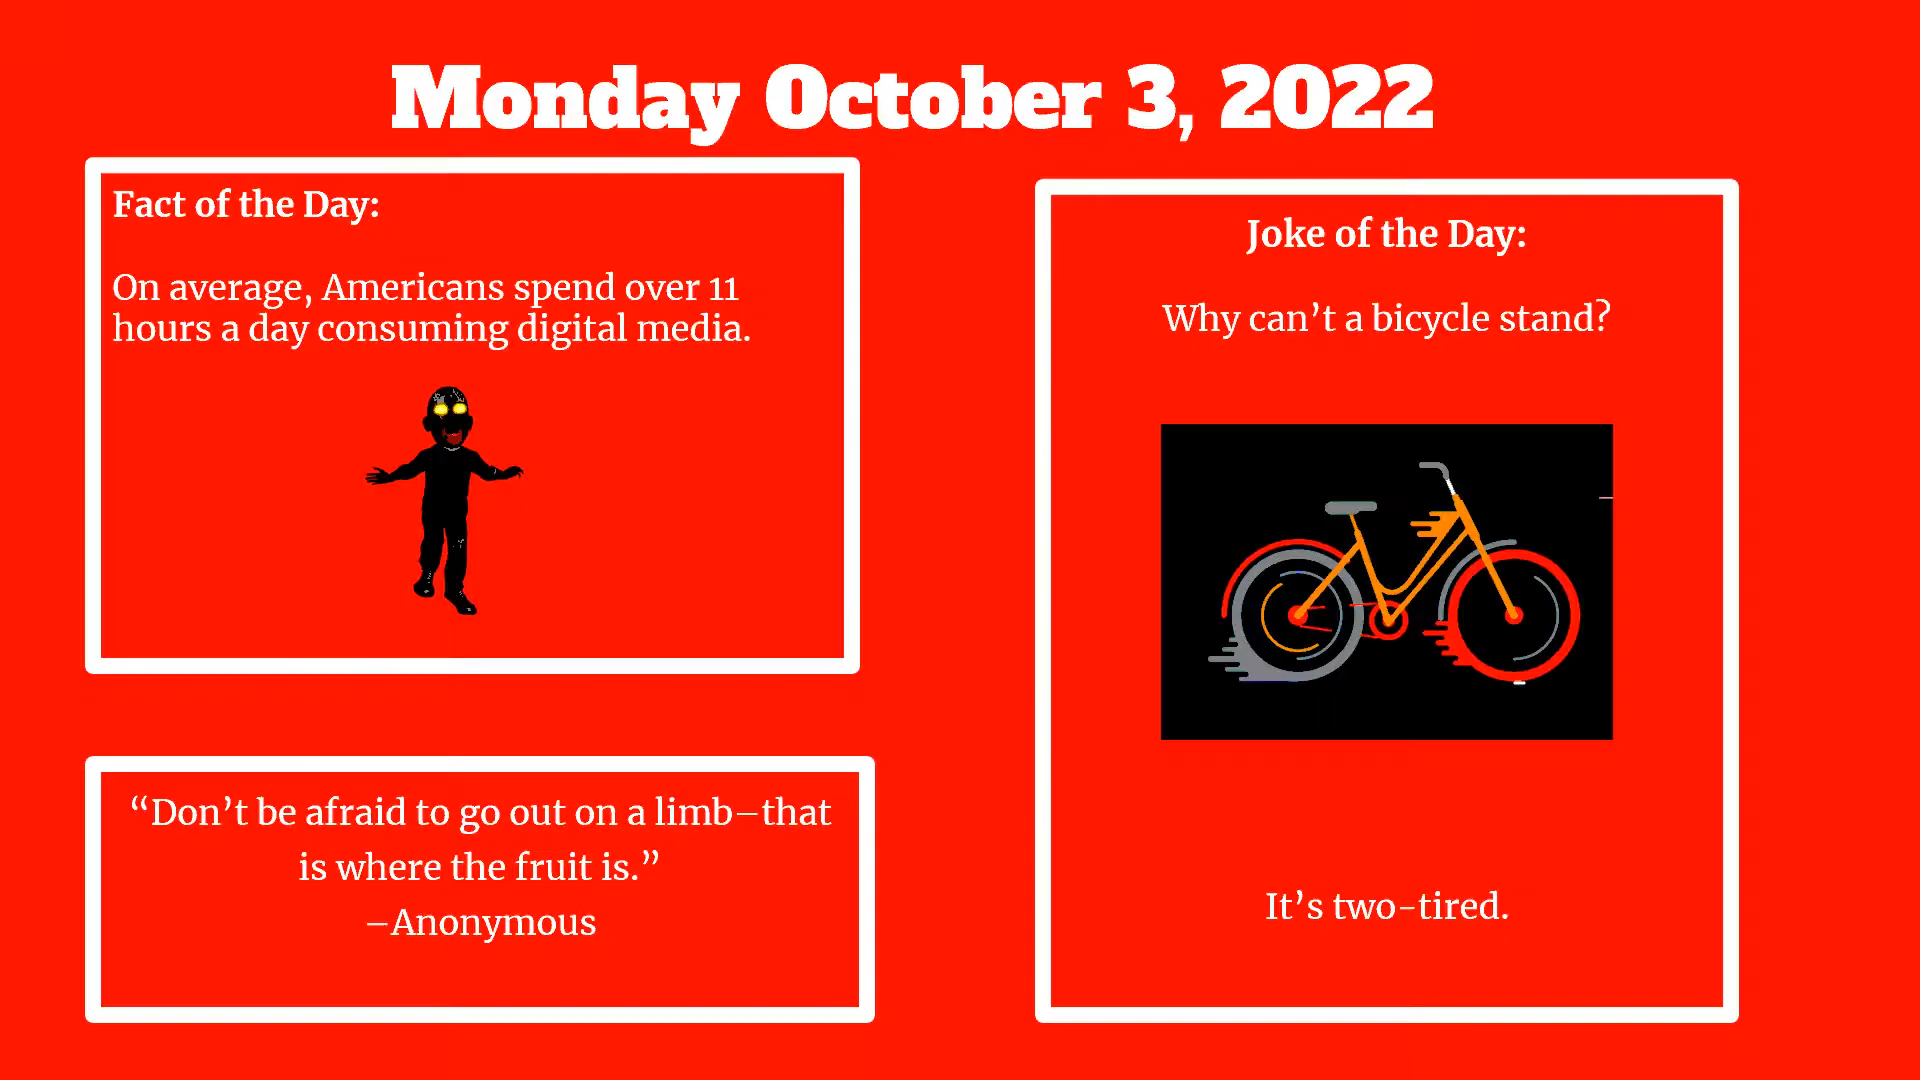 Monday October 3, 2022
Fact of the Day:
On average, Americans spend over 11
hours a day consuming digital media.
“Don’t be afraid to go out on a limb–that
is where the fruit is.”
–Anonymous
Joke of the Day:
Why can’t a bicycle stand?
It’s two-tired.